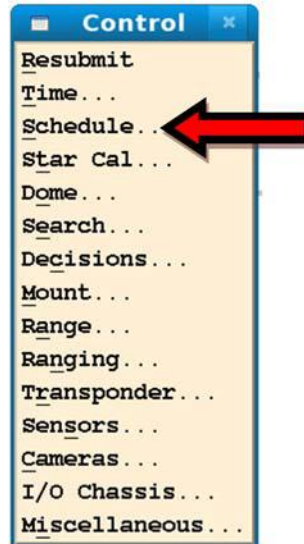 Control
Resubmit
Time...
Schedule..
Star Cal...
Dome...
Search...
Decisions...
Mount...
Range...
Ranging...
Transponder...
Sensors...
Cameras...
I/O Chassis...
Miscellaneous...